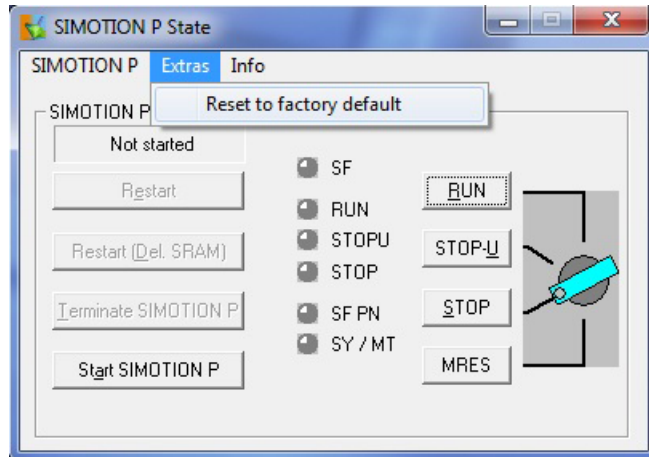 SIMOTION P State
SIMOTION P Extras Info
Reset to factory default
SIMOTION P
Not started
Restart
Restart (Del. SRAM)
Terminate SIMOTION P
Start SIMOTION P
SF
RUN
STOPU
STOP
SF PN
SY / MT
RUN
STOP-U
STOP
MRES